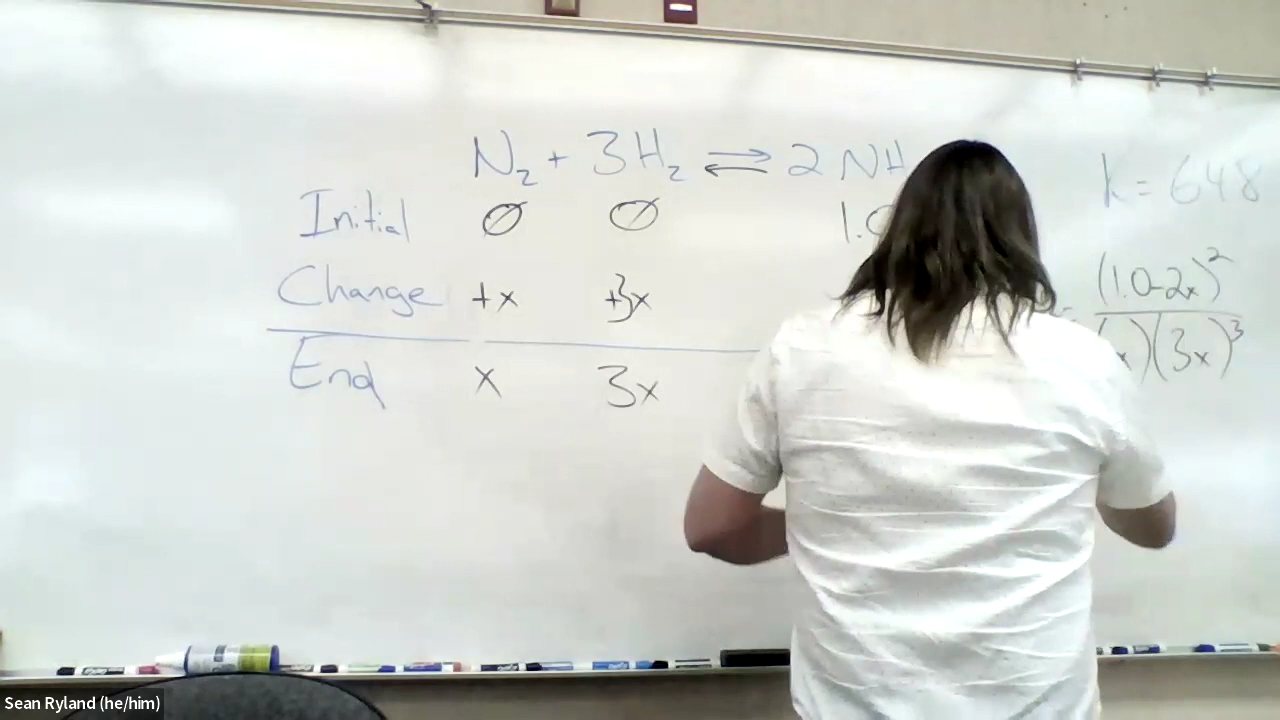 N₂ + 3H₂ ⇌ 2 NH
k = 648
Initial ∅ ∅ 1.0
Change +x +3x
(1.0-2x)²
End x 3x
x)(3x)³
Sean Ryland (he/him)